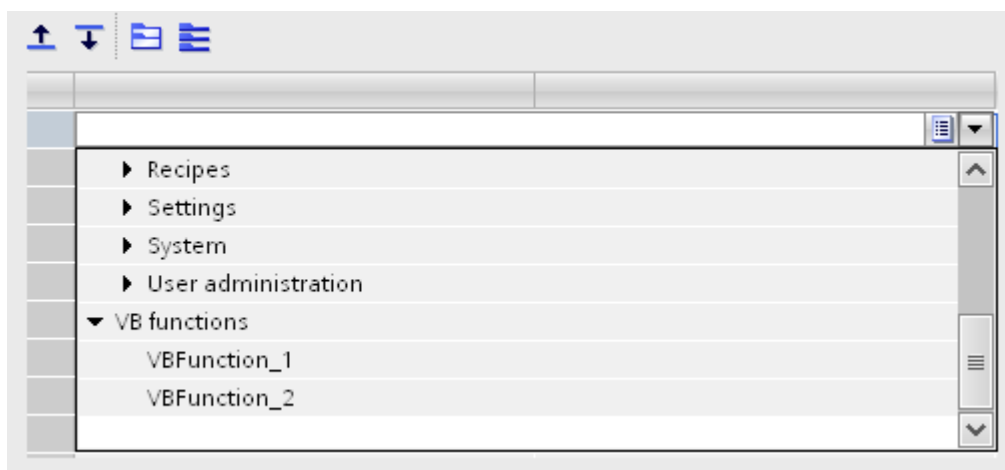 Recipes
Settings
System
User administration
VB functions
VBFunction_1
VBFunction_2